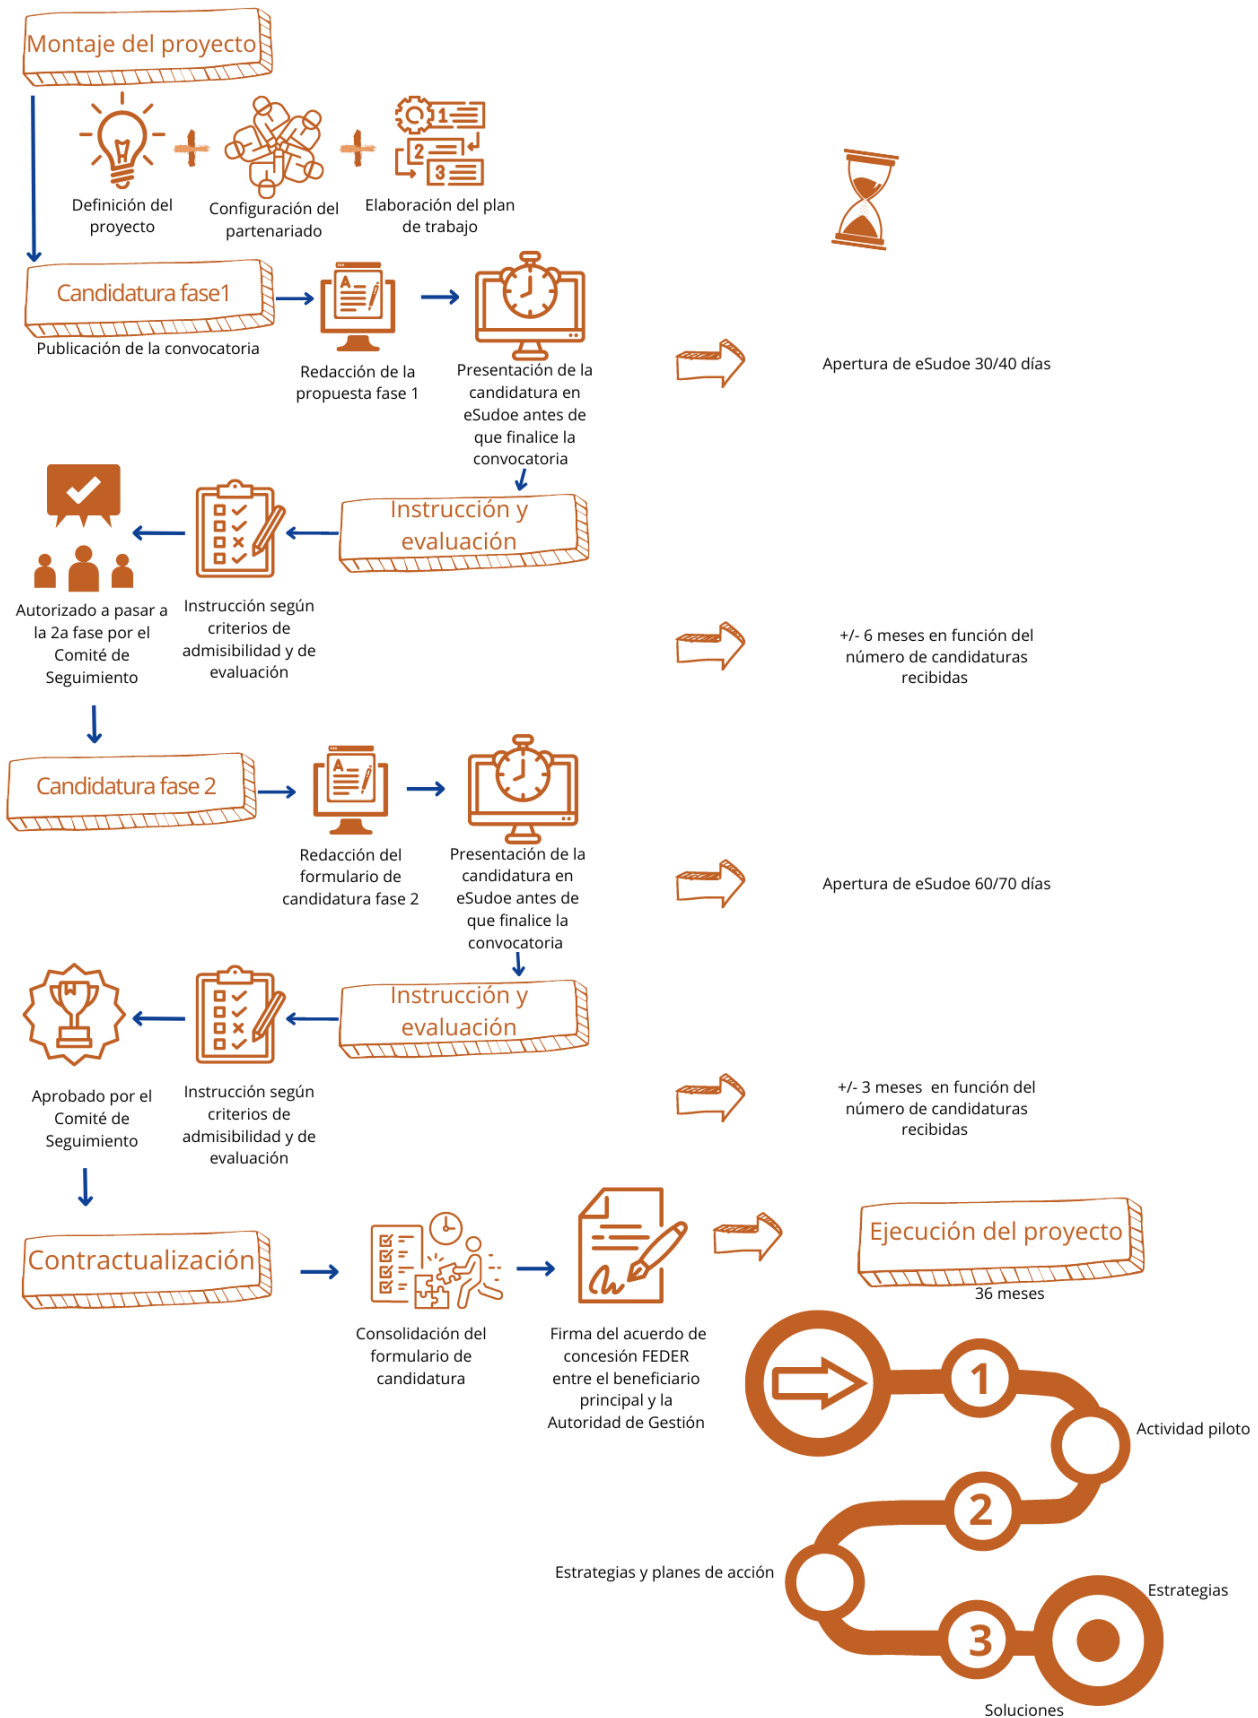 Montaje del proyecto
1
2
3
Definición del
proyecto
Configuración del
partenariado
Elaboración del plan
de trabajo
Candidatura fase1
Publicación de la convocatoria
A
Redacción de la
propuesta fase 1
Presentación de la
candidatura en
eSudoe antes de
que finalice la
convocatoria
Apertura de eSudoe 30/40 días
Instrucción y
evaluación
Instrucción según
criterios de
admisibilidad y de
evaluación
Autorizado a pasar a
la 2a fase por el
Comité de
Seguimiento
+/- 6 meses en función del
número de candidaturas
recibidas
Candidatura fase 2
A
Redacción del
formulario de
candidatura fase 2
Presentación de la
candidatura en
eSudoe antes de
que finalice la
convocatoria
Apertura de eSudoe 60/70 días
Instrucción y
evaluación
Instrucción según
criterios de
admisibilidad y de
evaluación
Aprobado por el
Comité de
Seguimiento
+/- 3 meses  en función del
número de candidaturas
recibidas
Contractualización
Consolidación del
formulario de
candidatura
Firma del acuerdo de
concesión FEDER
entre el beneficiario
principal y la
Autoridad de Gestión
Ejecución del proyecto
36 meses
1
Actividad piloto
2
Estrategias y planes de acción
Estrategias
3
Soluciones